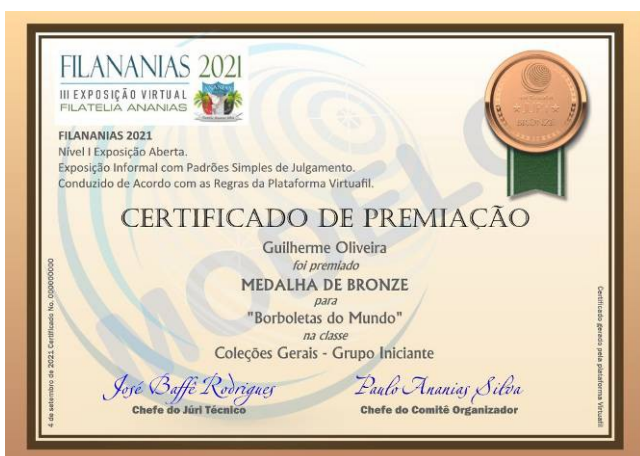 FILANANIAS 2021
III EXPOSIÇÃO VIRTUAL
FILATELIA ANANIAS
FILANANIAS 2021
Nível I Exposição Aberta.
Exposição Informal com Padrões Simples de Julgamento.
Conduzido de Acordo com as Regras da Plataforma Virtuafil.
BRONZE
CERTIFICADO DE PREMIAÇÃO
Guilherme Oliveira
foi premiado
MEDALHA DE BRONZE
para
"Borboletas do Mundo"
na classe
Coleções Gerais - Grupo Iniciante
José Baffê Rodrigues
Chefe do Júri Técnico
Paulo Ananias Silva
Chefe do Comitê Organizador
4 de setembro de 2021 Certificado No. 000000000
Certificado gerado pela plataforma Virtuafil
MODELO